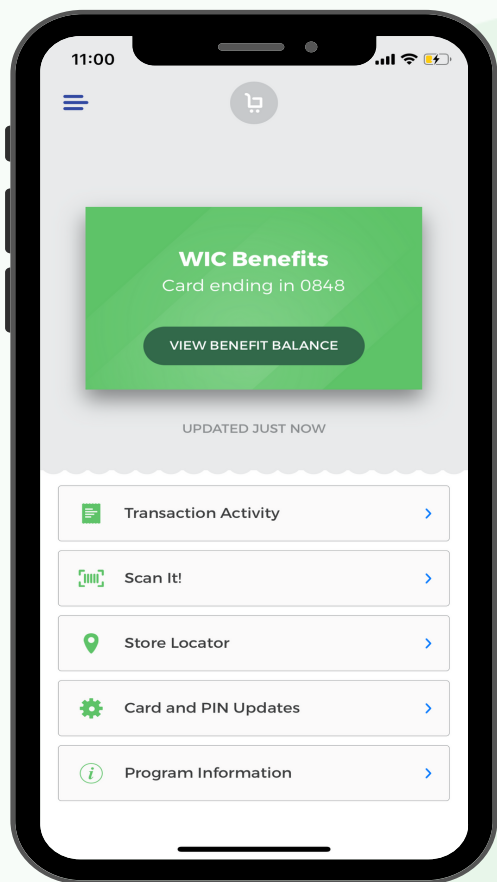 11:00
WIC Benefits
Card ending in 0848
VIEW BENEFIT BALANCE
UPDATED JUST NOW
Transaction Activity
Scan It!
Store Locator
Card and PIN Updates
Program Information